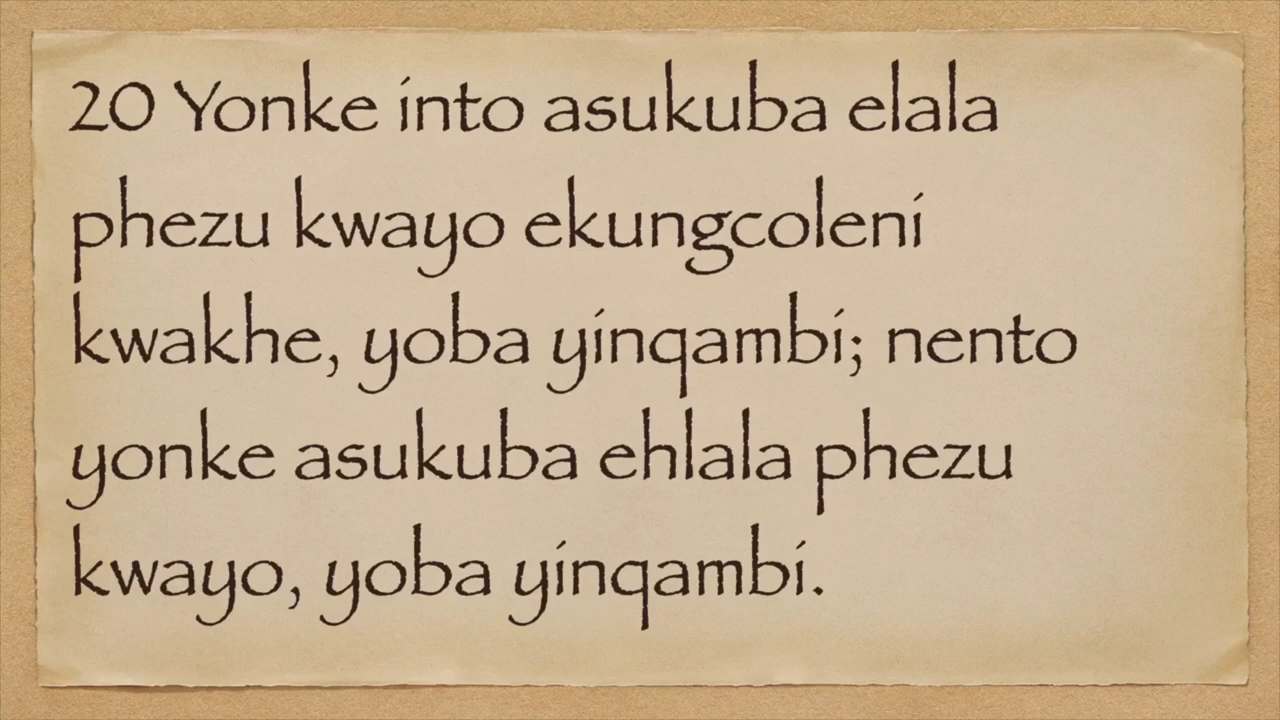 20 Yonke into asukuba elala
phezu kwayo ekungcoleni
kwakhe, yoba yinqambi; nento
yonke asukuba ehlala phezu
kwayo, yoba yinqambi.